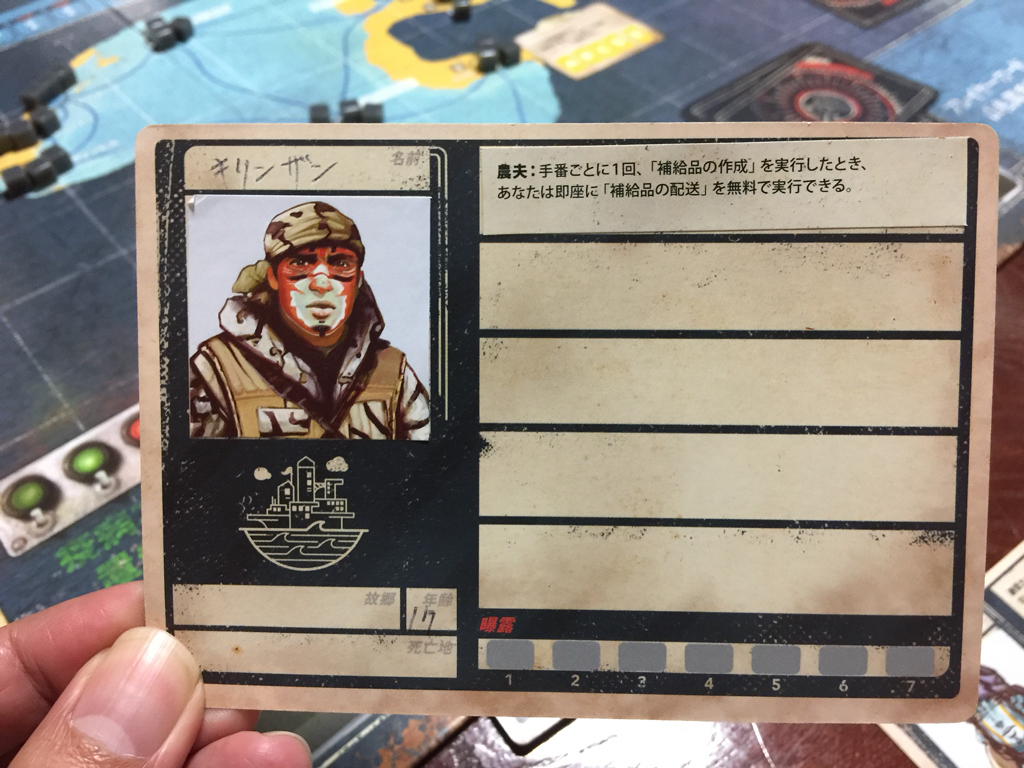 キリンザン
名前
農夫：手番ごとに1回、「補給品の作成」を実行したとき、
あなたは即座に「補給品の配送」を無料で実行できる。
故郷
年齢
17
死亡地
曝露
1 2 3 4 5 6 7